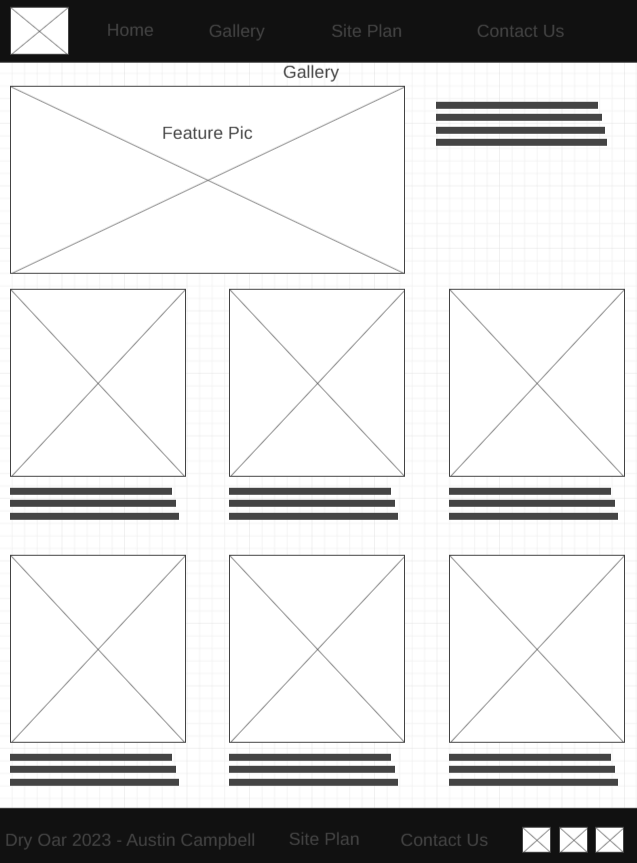 Home Gallery Site Plan Contact Us
Gallery
Feature Pic
Dry Oar 2023 - Austin Campbell Site Plan Contact Us